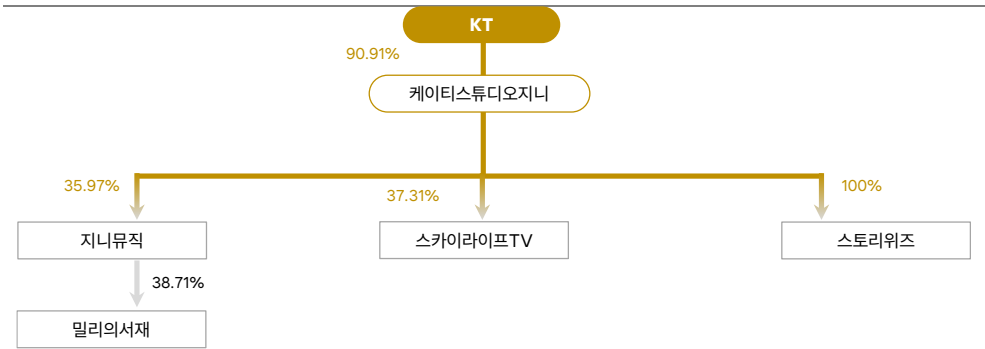 KT
90.91%
케이티스튜디오지니
35.97%
37.31%
100%
지니뮤직
스카이라이프TV
스토리위즈
38.71%
밀리의서재